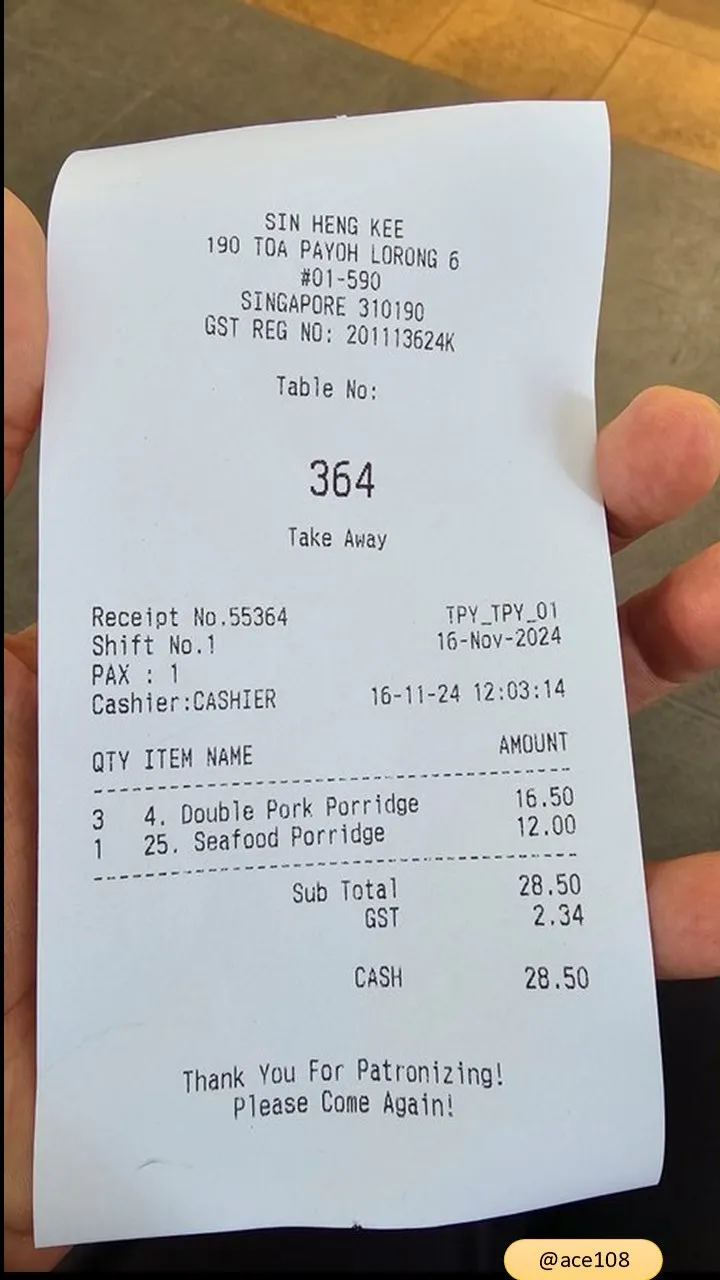 SIN HENG KEE
190 TOA PAYOH LORONG 6
#01-590
SINGAPORE 310190
GST REG NO: 201113624K
Table No:
364
Take Away
Receipt No.55364 TPY_TPY_01
Shift No.1 16-Nov-2024
PAX : 1
Cashier:CASHIER 16-11-24 12:03:14
QTY ITEM NAME AMOUNT
3 4. Double Pork Porridge 16.50
1 25. Seafood Porridge 12.00
Sub Total 28.50
GST 2.34
CASH 28.50
Thank You For Patronizing!
Please Come Again!
@ace108